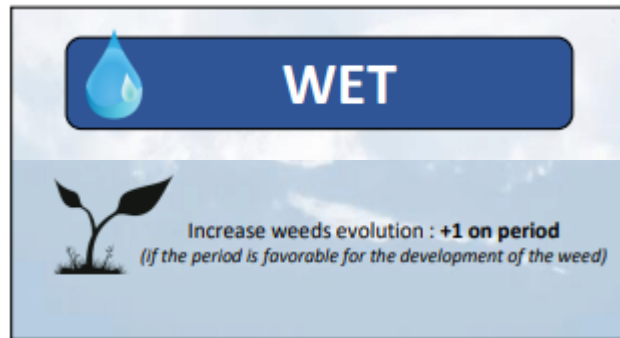 WET
Increase weeds evolution : +1 on period
(if the period is favorable for the development of the weed)